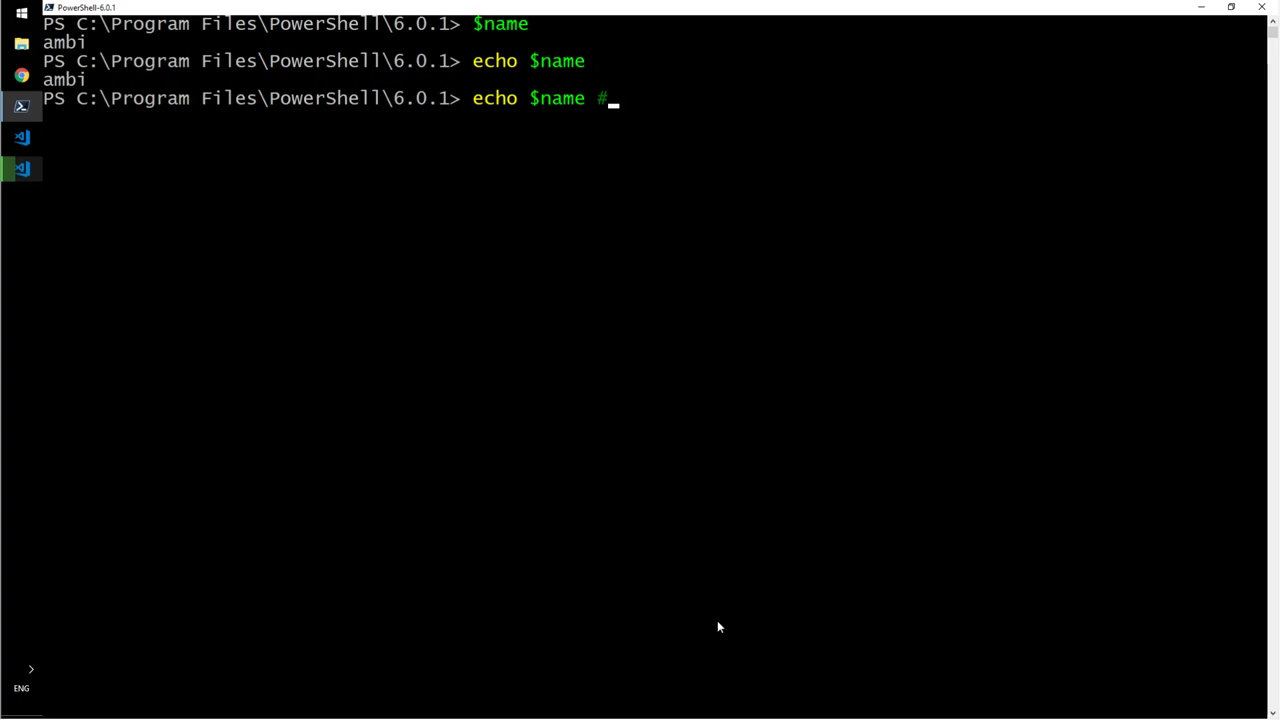 PowerShell-6.0.1
PS C:\Program Files\PowerShell\6.0.1> $name
ambi
PS C:\Program Files\PowerShell\6.0.1> echo $name
ambi
PS C:\Program Files\PowerShell\6.0.1> echo $name #_
ENG